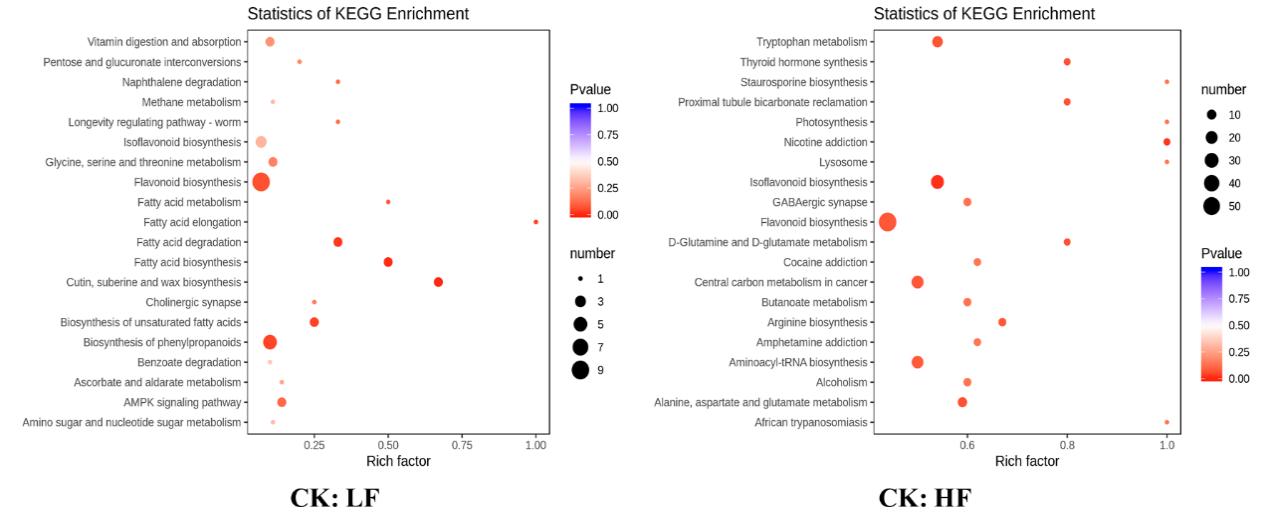 Statistics of KEGG Enrichment
Vitamin digestion and absorption
Pentose and glucuronate interconversions
Naphthalene degradation
Methane metabolism
Longevity regulating pathway - worm
Isoflavonoid biosynthesis
Glycine, serine and threonine metabolism
Flavonoid biosynthesis
Fatty acid metabolism
Fatty acid elongation
Fatty acid degradation
Fatty acid biosynthesis
Cutin, suberine and wax biosynthesis
Cholinergic synapse
Biosynthesis of unsaturated fatty acids
Biosynthesis of phenylpropanoids
Benzoate degradation
Ascorbate and aldarate metabolism
AMPK signaling pathway
Amino sugar and nucleotide sugar metabolism
0.25 0.50 0.75 1.00
Rich factor
Pvalue
1.00
0.75
0.50
0.25
0.00
number
1
3
5
7
9
CK: LF
Statistics of KEGG Enrichment
Tryptophan metabolism
Thyroid hormone synthesis
Staurosporine biosynthesis
Proximal tubule bicarbonate reclamation
Photosynthesis
Nicotine addiction
Lysosome
Isoflavonoid biosynthesis
GABAergic synapse
Flavonoid biosynthesis
D-Glutamine and D-glutamate metabolism
Cocaine addiction
Central carbon metabolism in cancer
Butanoate metabolism
Arginine biosynthesis
Amphetamine addiction
Aminoacyl-tRNA biosynthesis
Alcoholism
Alanine, aspartate and glutamate metabolism
African trypanosomiasis
0.6 0.8 1.0
Rich factor
number
10
20
30
40
50
Pvalue
1.00
0.75
0.50
0.25
0.00
CK: HF